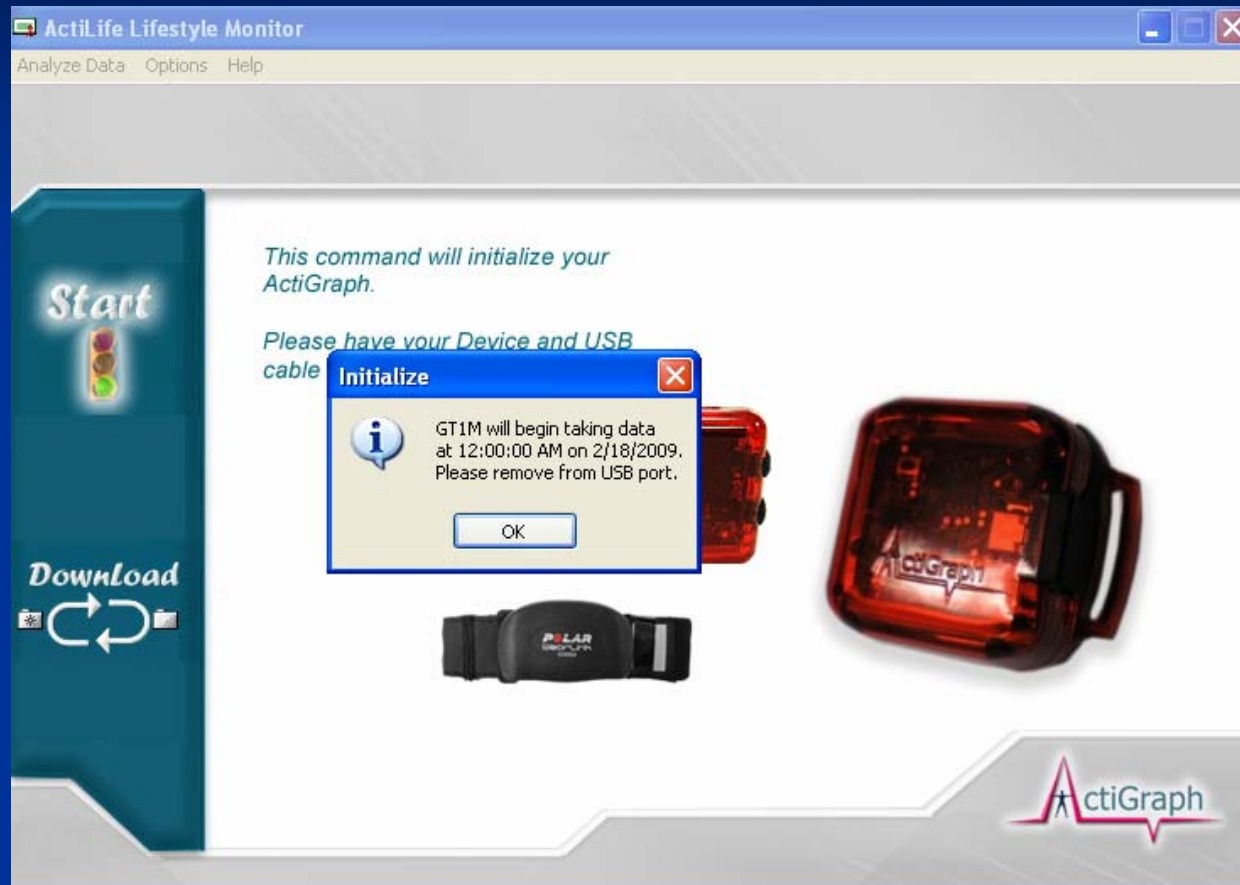 ActiLife Lifestyle Monitor
Analyze Data Options Help
Start
This command will initialize your
ActiGraph.
Please have your Device and USB
cable
Initialize
GT1M will begin taking data
at 12:00:00 AM on 2/18/2009.
Please remove from USB port.
OK
ActiGraph
Download
POLAR
ActiGraph